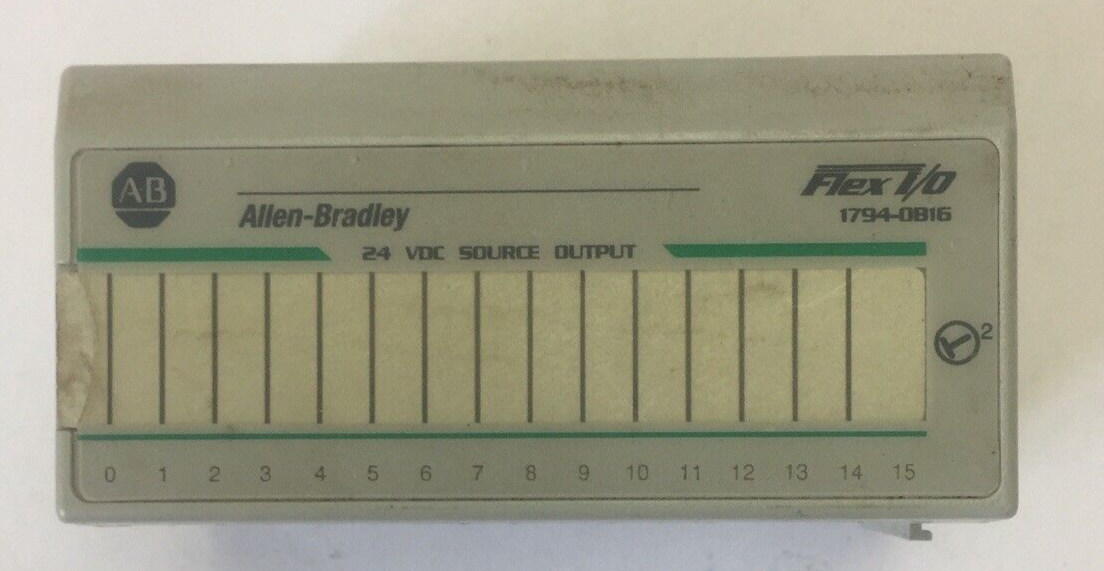 AB
Allen-Bradley
Flex I/O
1794-OB16
24 VDC SOURCE OUTPUT
2
0 1 2 3 4 5 6 7 8 9 10 11 12 13 14 15